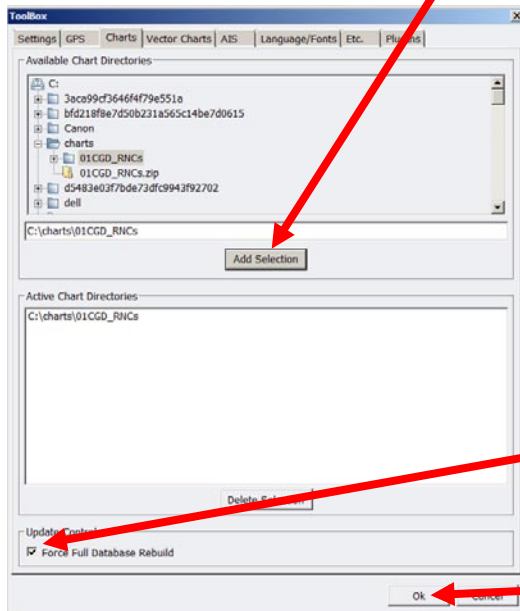 ToolBox X
Settings GPS Charts Vector Charts AIS Language/Fonts Etc. Plugins
Available Chart Directories
C:
3aca99cf3646f4f79e551a
bfd218f8e7d50b231a565c14be7d0615
Canon
charts
01CGD_RNCs
01CGD_RNCs.zip
d5483e03f7bde73dfc9943f92702
dell
C:\charts\01CGD_RNCs
Add Selection
Active Chart Directories
C:\charts\01CGD_RNCs
Delete Selection
Update Control
Force Full Database Rebuild
Ok Cancel